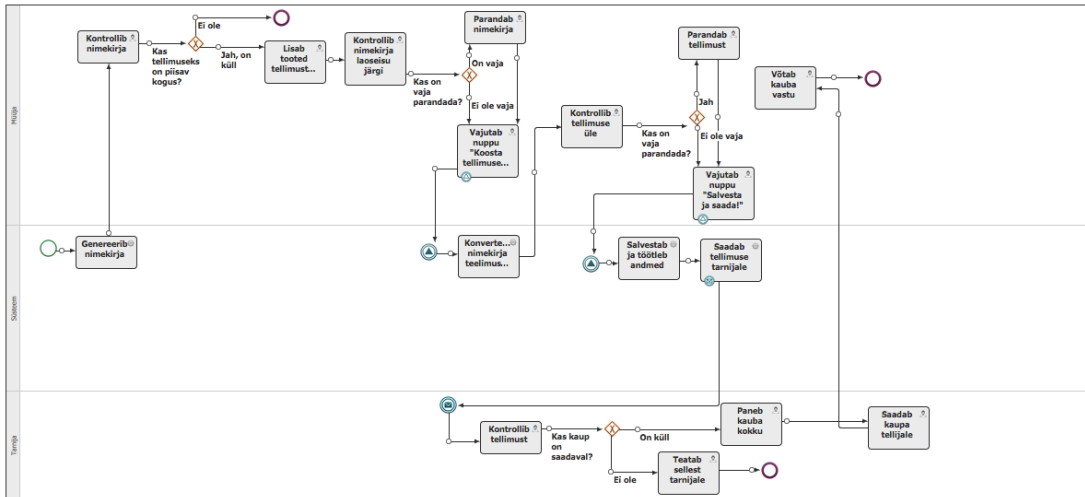 Müüja
Kontrollib
nimekirja
Kas
tellimuseks
on piisav
kogus?
Ei ole
Jah, on
küll
Lisab
tooted
tellimust...
Kontrollib
nimekirja
laoseisu
järgi
Kas on
vaja
parandada?
Parandab
nimekirja
On vaja
Ei ole vaja
Vajutab
nuppu
"Koosta
tellimuse...
Kontrollib
tellimuse
üle
Kas on
vaja
parandada?
Parandab
tellimust
Jah
Ei ole vaja
Vajutab
nuppu
"Salvesta
ja saada!"
Võtab
kauba
vastu
Süsteem
Genereerib
nimekirja
Konverte...
nimekirja
teelimus...
Salvestab
ja töötleb
andmed
Saadab
tellimuse
tarnijale
Tarnija
Kontrollib
tellimust
Kas kaup
on
saadaval?
On küll
Ei ole
Paneb
kauba
kokku
Saadab
kaupa
tellijale
Teatab
sellest
tarnijale